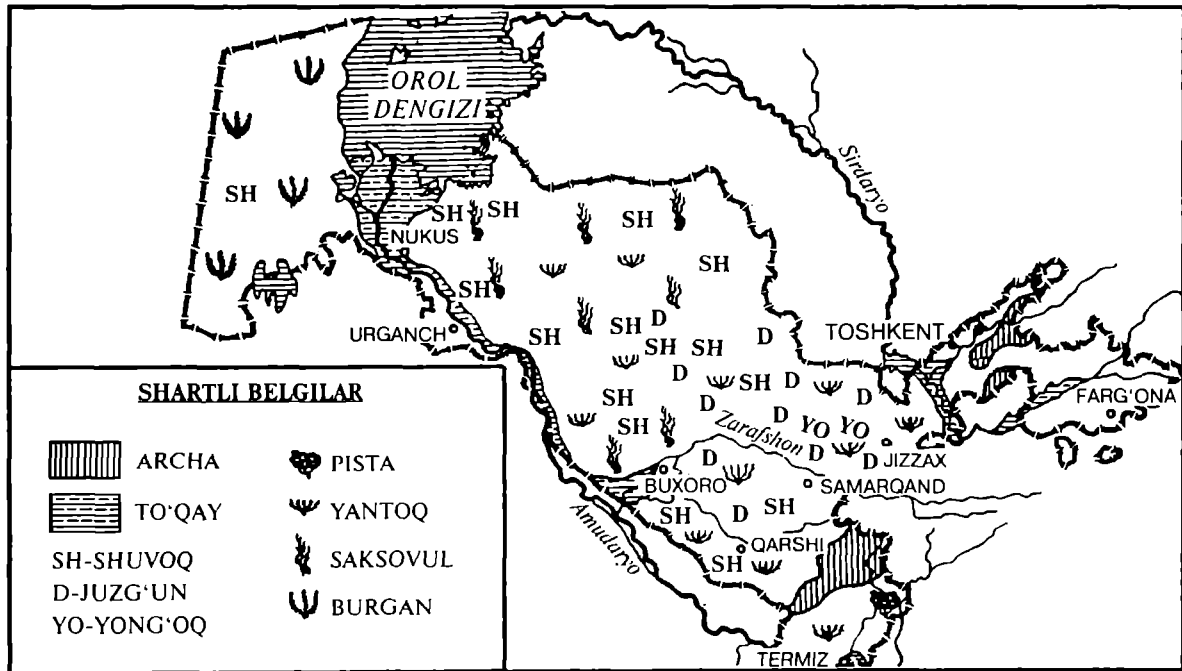 OROL
DENGIZI
Sirdaryo
SH
SH SH
SH
NUKUS
SH
SH
URGANCH
SH
SH
D
D
TOSHKENT
SH SH
D
SH
D
D
FARG‘ONA
SH
D
D
YO YO
SH
Zarafshon
D
D
D
JIZZAX
BUXORO
SAMARQAND
SH
D
SH
Amudaryo
QARSHI
SH
TERMIZ
SHARTLI BELGILAR
ARCHA
TO‘QAY
SH-SHUVOQ
D-JUZG‘UN
YO-YONG‘OQ
PISTA
YANTOQ
SAKSOVUL
BURGAN